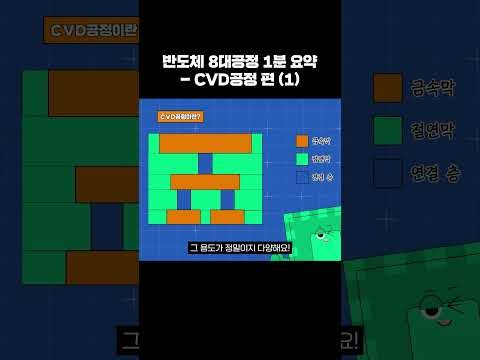 반도체 8대공정 1분 요약
- CVD공정 편 (1)
CVD공정이란
CVD공정이란?
금속막
절연막
연결 층
금속막
절연막
연결 층
그 용도가 정말이지 다양해요!
그
요!